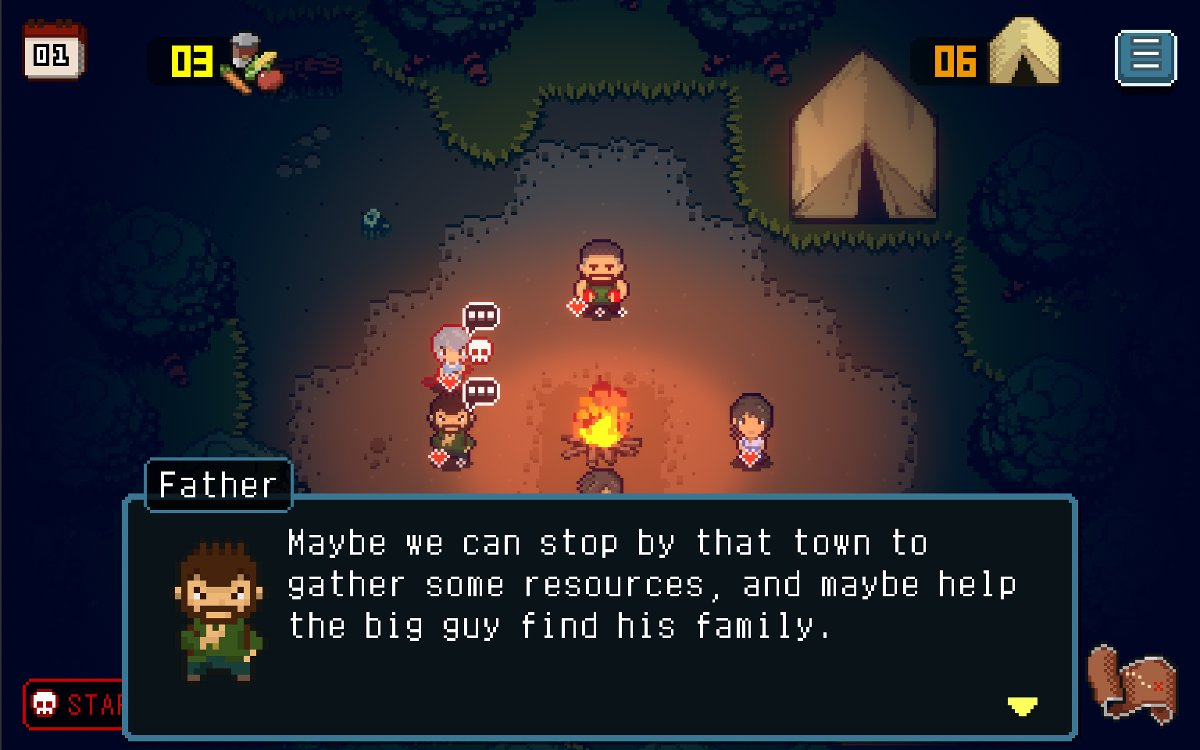 01
03
06
Father
Maybe we can stop by that town to
gather some resources, and maybe help
the big guy find his family.